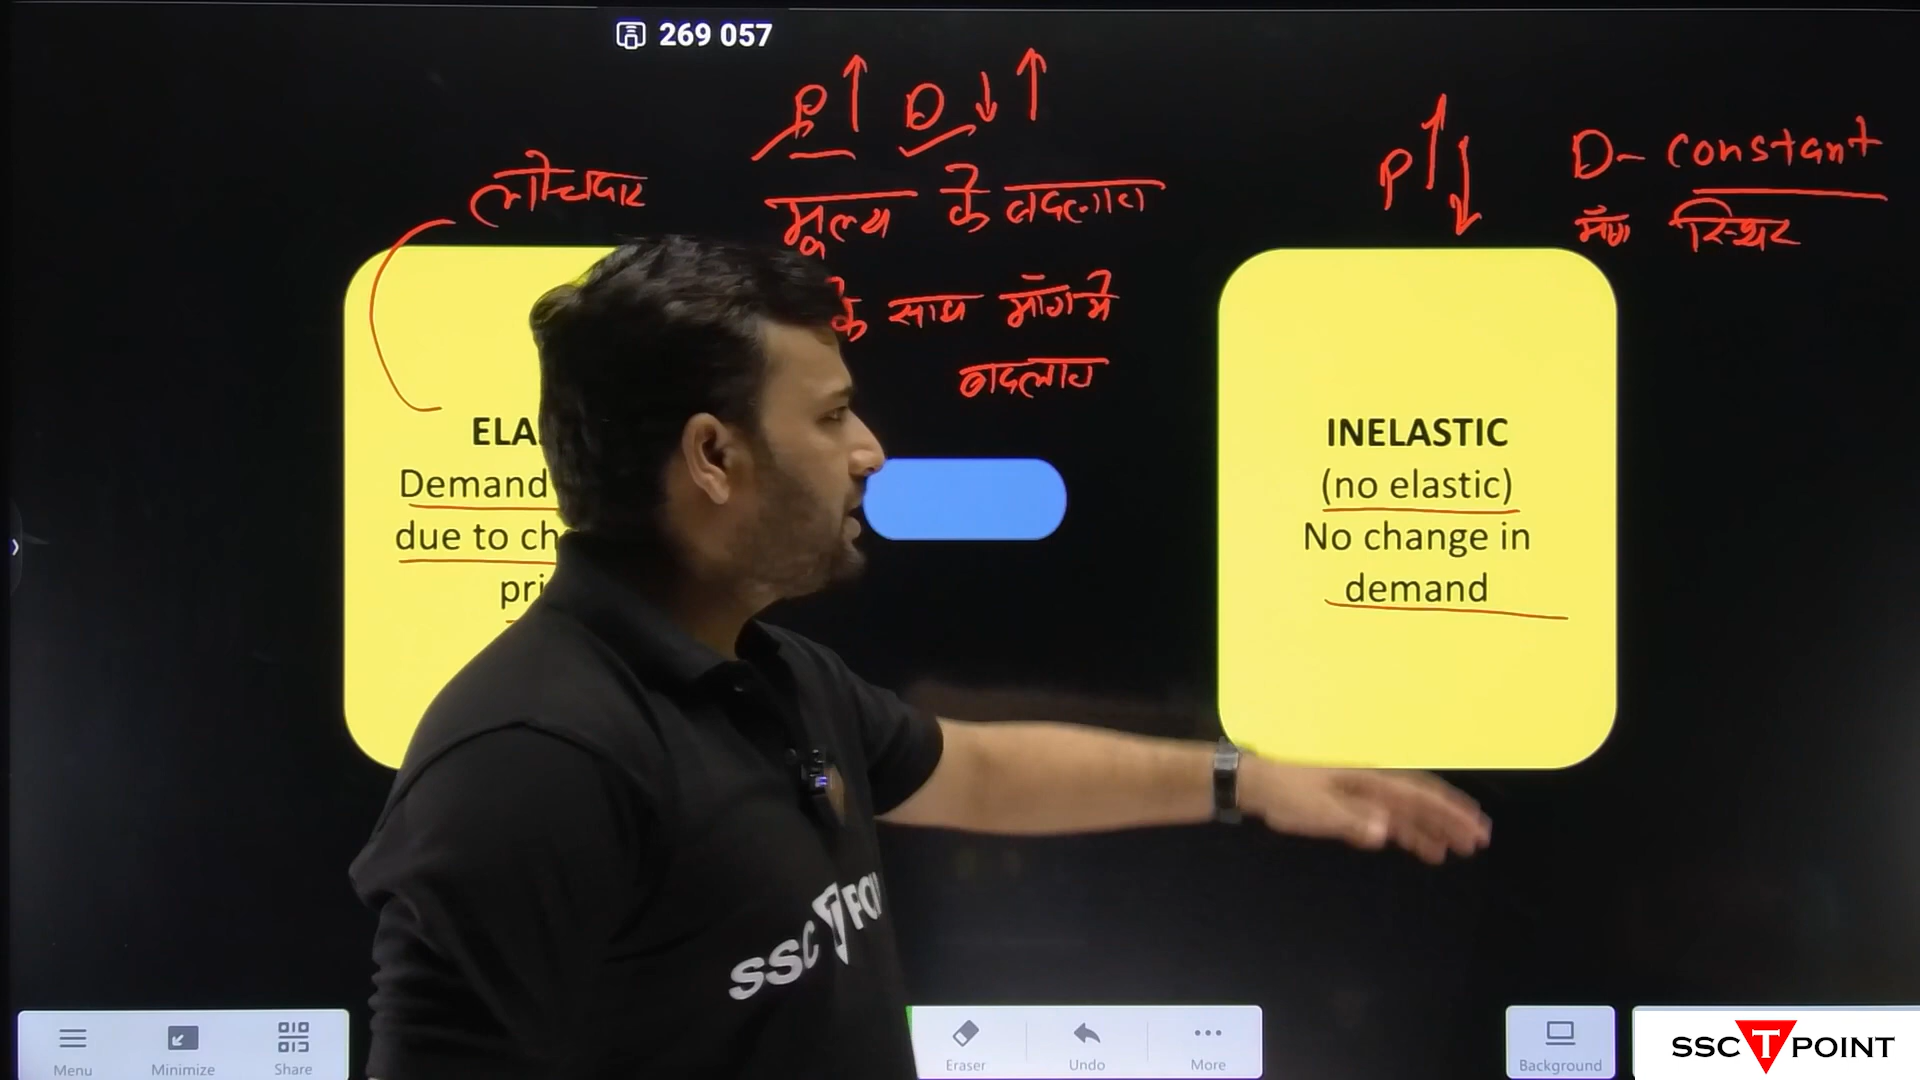 269 057
P↑ D↓↑
लोचदार
मूल्य के बदलाव
के साथ माँग में
बदलाव
P↑↓
D- constant
माँग स्थिर
ELA
Demand
due to ch
pri
INELASTIC
(no elastic)
No change in
demand
SSC T POIN
Menu
Minimize
Share
Eraser
Undo
More
Background
SSC T POINT